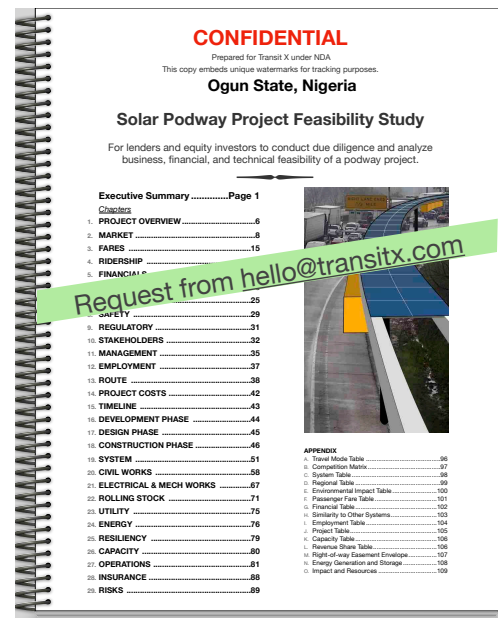 CONFIDENTIAL
Prepared for Transit X under NDA
This copy embeds unique watermarks for tracking purposes.
Ogun State, Nigeria
Solar Podway Project Feasibility Study
For lenders and equity investors to conduct due diligence and analyze
business, financial, and technical feasibility of a podway project.
Executive Summary ..............Page 1
Chapters
1. PROJECT OVERVIEW ...................................6
2. MARKET ........................................................8
3. FARES ..........................................................15
4. RIDERSHIP
5. FINANCIALS
Request from hello@transitx.com
25
8. SAFETY ........................................................29
9. REGULATORY ..............................................31
10. STAKEHOLDERS .........................................32
11. MANAGEMENT ............................................35
12. EMPLOYMENT .............................................37
13. ROUTE .........................................................38
14. PROJECT COSTS ........................................42
15. TIMELINE .....................................................43
16. DEVELOPMENT PHASE ...............................44
17. DESIGN PHASE ...........................................45
18. CONSTRUCTION PHASE .............................46
19. SYSTEM .......................................................51
20. CIVIL WORKS ..............................................58
21. ELECTRICAL & MECH WORKS ...................67
22. ROLLING STOCK .........................................71
23. UTILITY ........................................................75
24. ENERGY .......................................................76
25. RESILIENCY .................................................79
26. CAPACITY ....................................................80
27. OPERATIONS ...............................................81
28. INSURANCE .................................................88
29. RISKS ...........................................................89
APPENDIX
A. Travel Mode Table ......................................96
B. Competition Matrix .....................................97
C. System Table ..............................................98
D. Regional Table ............................................99
E. Environmental Impact Table .....................100
F. Passenger Fare Table ................................101
G. Financial Table ..........................................102
H. Similarity to Other Systems ......................103
I. Employment Table .....................................104
J. Project Table .............................................105
K. Capacity Table ..........................................106
L. Revenue Share Table .................................106
M. Right-of-way Easement Envelope .............107
N. Energy Generation and Storage ................108
O. Impact and Resources ..............................109